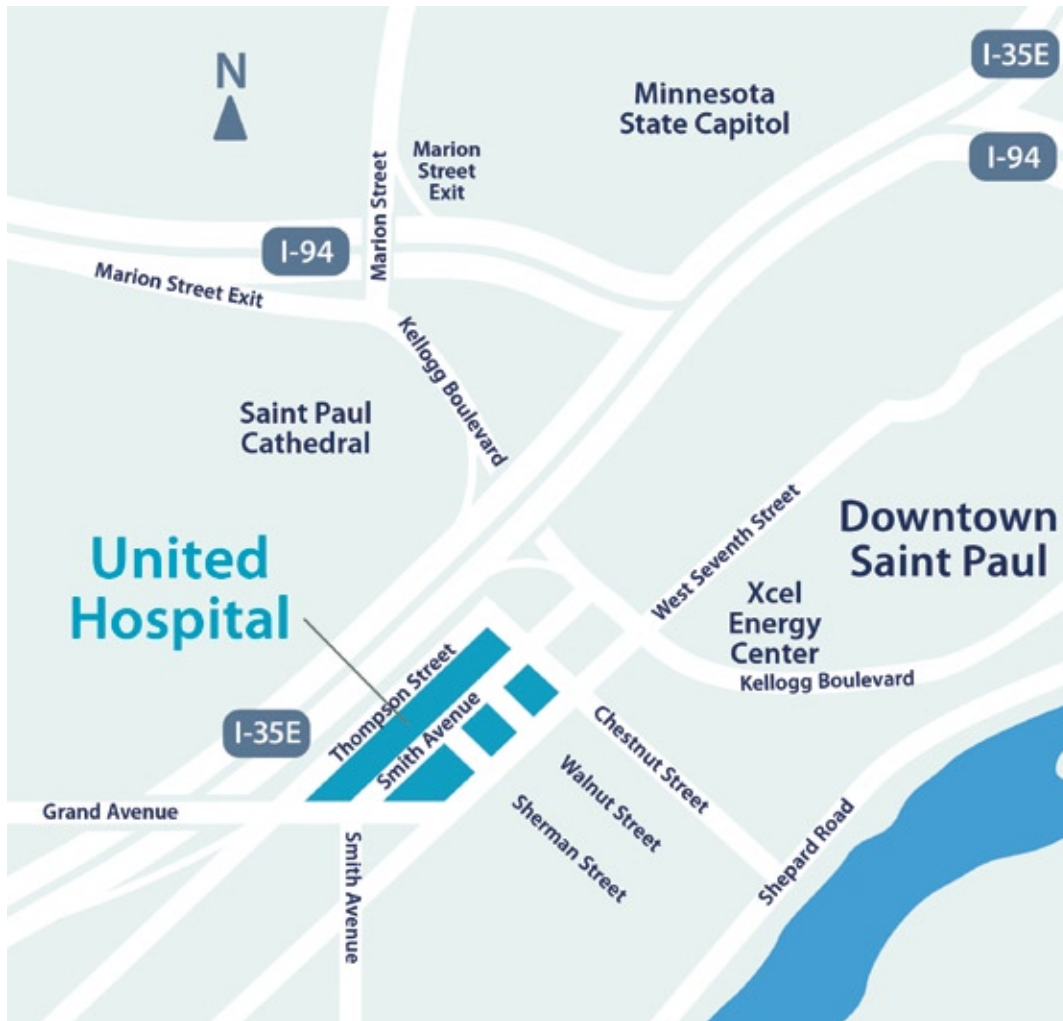 I-35E
N
Minnesota
State Capitol
Marion
Street
Exit
I-94
Marion Street
I-94
Marion Street Exit
Kellogg Boulevard
Saint Paul
Cathedral
West Seventh Street
Downtown
Saint Paul
United
Hospital
Xcel
Energy
Center
Kellogg Boulevard
Thompson Street
I-35E
Smith Avenue
Chestnut Street
Walnut Street
Sherman Street
Grand Avenue
Smith Avenue
Shepard Road